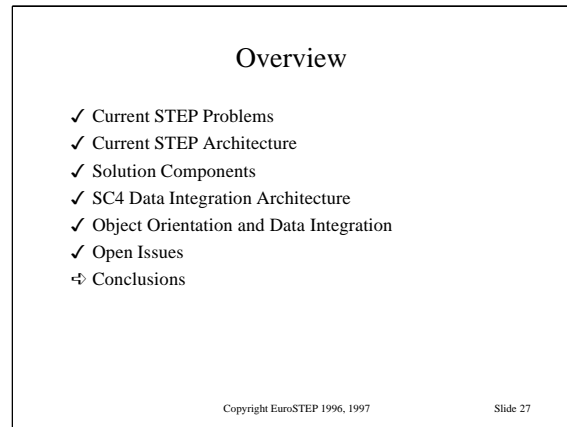 Overview
✓ Current STEP Problems
✓ Current STEP Architecture
✓ Solution Components
✓ SC4 Data Integration Architecture
✓ Object Orientation and Data Integration
✓ Open Issues
➪ Conclusions
Copyright EuroSTEP 1996, 1997 Slide 27